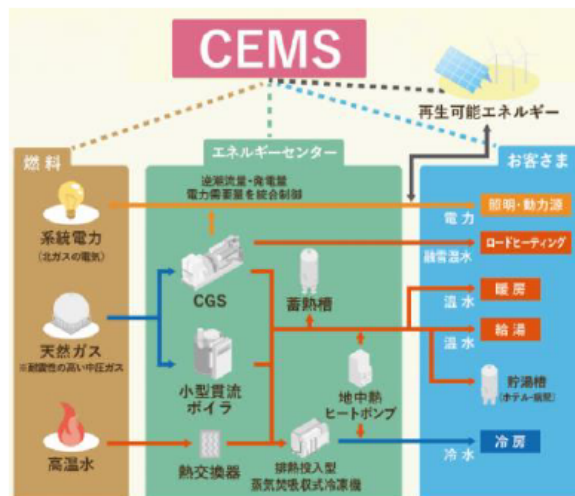 CEMS
再生可能エネルギー
燃料
エネルギーセンター
お客さま
逆潮流量・発電量
電力需要量を統合制御
系統電力
(北ガスの電気)
電力
照明・動力源
融雪温水
ロードヒーティング
CGS
蓄熱槽
温水
暖房
天然ガス
※耐震性の高い中圧ガス
温水
給湯
小型貫流
ボイラ
地中熱
ヒートポンプ
貯湯槽
(ホテル・病院)
高温水
熱交換器
排熱投入型
蒸気焚吸収式冷凍機
冷水
冷房